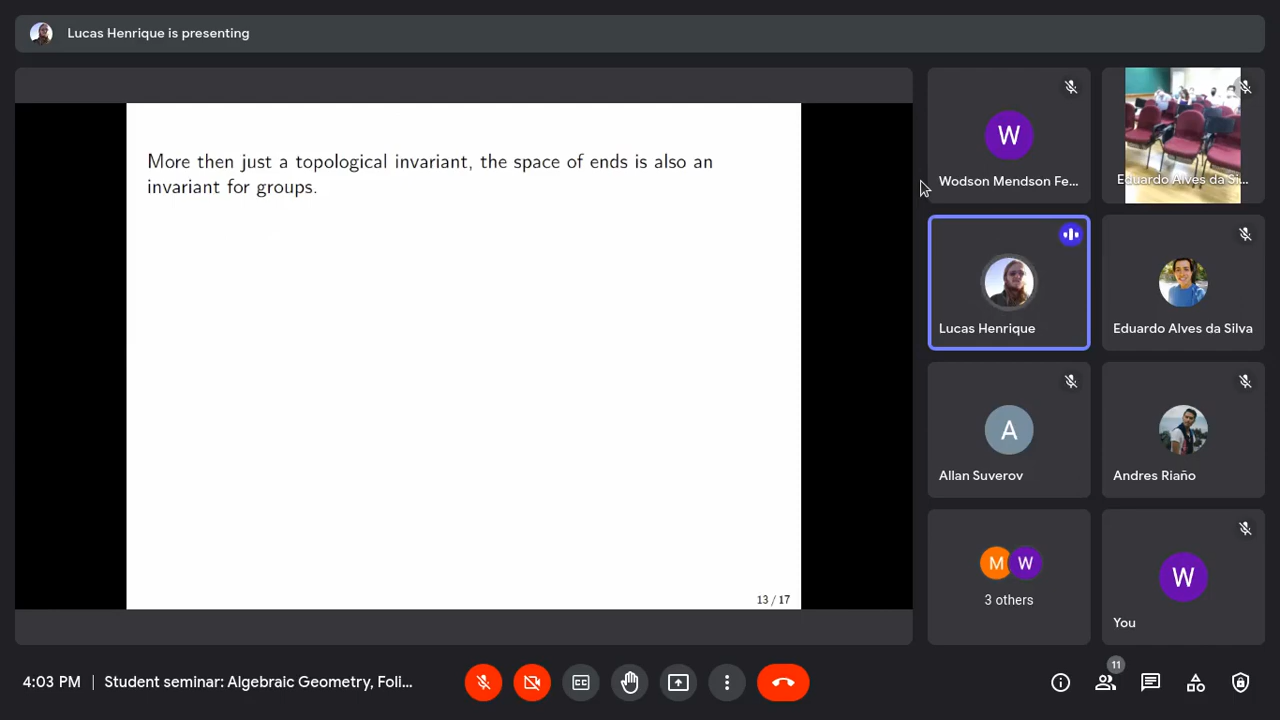 Lucas Henrique is presenting
More then just a topological invariant, the space of ends is also an
invariant for groups.
13 / 17
W
Wodson Mendson Fe...
Eduardo Alves da Si...
Lucas Henrique
Eduardo Alves da Silva
A
Allan Suverov
Andres Riaño
M W
3 others
W
You
4:03 PM | Student seminar: Algebraic Geometry, Foli...
11